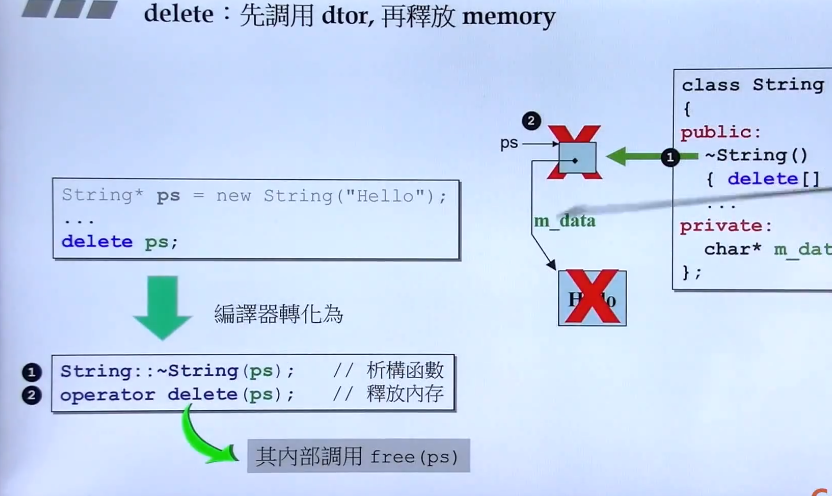 delete：先調用 dtor, 再釋放 memory
String* ps = new String("Hello");
...
delete ps;
編譯器轉化為
1 String::~String(ps); // 析構函數
2 operator delete(ps); // 釋放內存
其內部調用 free(ps)
2
ps
1
m_data
Hello
class String
{
public:
~String()
{ delete[]
...
private:
char* m_dat
};